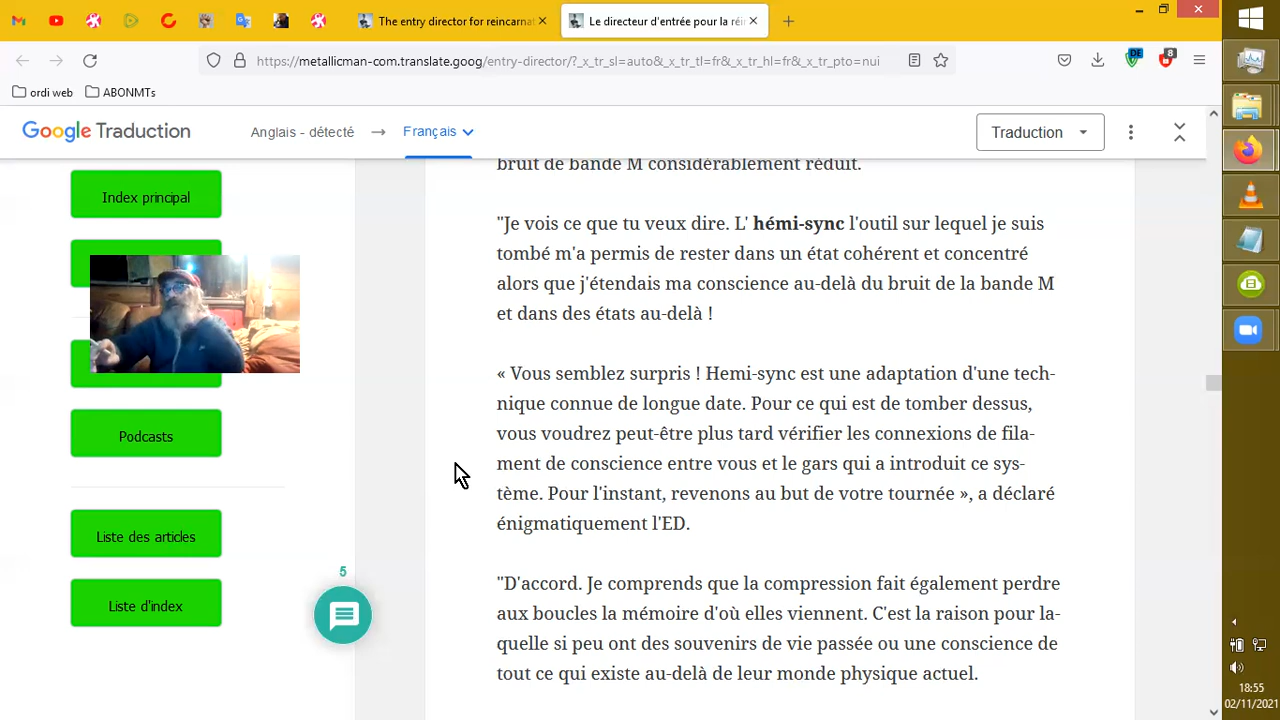 The entry director for reincarnat
Le directeur d'entrée pour la réin
https://metallicman-com.translate.goog/entry-director/?_x_tr_sl=auto&_x_tr_tl=fr&_x_tr_hl=fr&_x_tr_pto=nui
DE
8
ordi web
ABONMTs
Google Traduction
Anglais - détecté
Français
Traduction
Index principal
Podcasts
Liste des articles
Liste d'index
5
bruit de bande M considérablement réduit.
"Je vois ce que tu veux dire. L' hémi-sync l'outil sur lequel je suis
tombé m'a permis de rester dans un état cohérent et concentré
alors que j'étendais ma conscience au-delà du bruit de la bande M
et dans des états au-delà !
« Vous semblez surpris ! Hemi-sync est une adaptation d'une tech-
nique connue de longue date. Pour ce qui est de tomber dessus,
vous voudrez peut-être plus tard vérifier les connexions de fila-
ment de conscience entre vous et le gars qui a introduit ce sys-
tème. Pour l'instant, revenons au but de votre tournée », a déclaré
énigmatiquement l'ED.
"D'accord. Je comprends que la compression fait également perdre
aux boucles la mémoire d'où elles viennent. C'est la raison pour la-
quelle si peu ont des souvenirs de vie passée ou une conscience de
tout ce qui existe au-delà de leur monde physique actuel.
18:55
02/11/2021